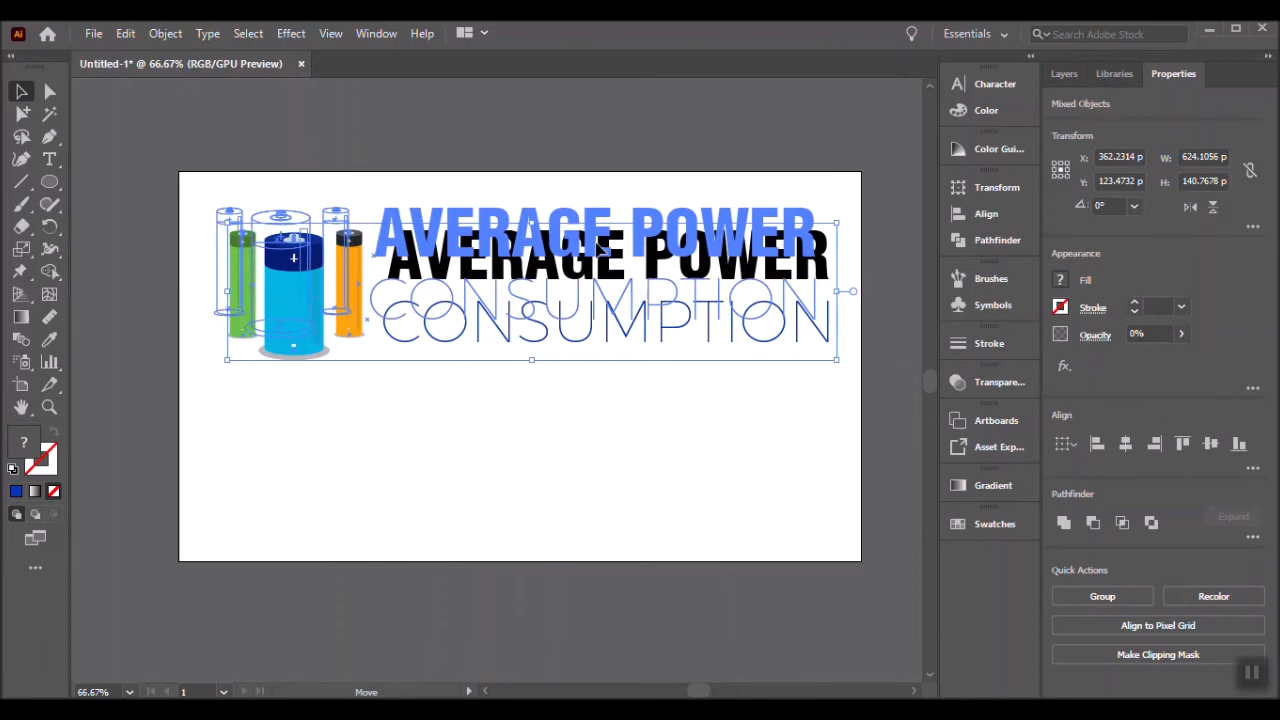 Ai File Edit Object Type Select Effect View Window Help Essentials Search Adobe Stock
Untitled-1* @ 66.67% (RGB/GPU Preview) ×
Character
Color
Color Gui...
Transform
Align
Pathfinder
Brushes
Symbols
Stroke
Transpare...
Artboards
Asset Exp...
Gradient
Swatches
Layers Libraries Properties
Mixed Objects
Transform
X: 362.2314 p W: 624.1056 p
Y: 123.4732 p H: 140.7678 p
0°
Appearance
? Fill
Stroke
Opacity 0%
fx.
Align
Pathfinder
Expand
Quick Actions
Group Recolor
Align to Pixel Grid
Make Clipping Mask
AVERAGE POWER
AVERAGE POWER
CONSUMPTION
CONSUMPTION
?
66.67% 1 Move